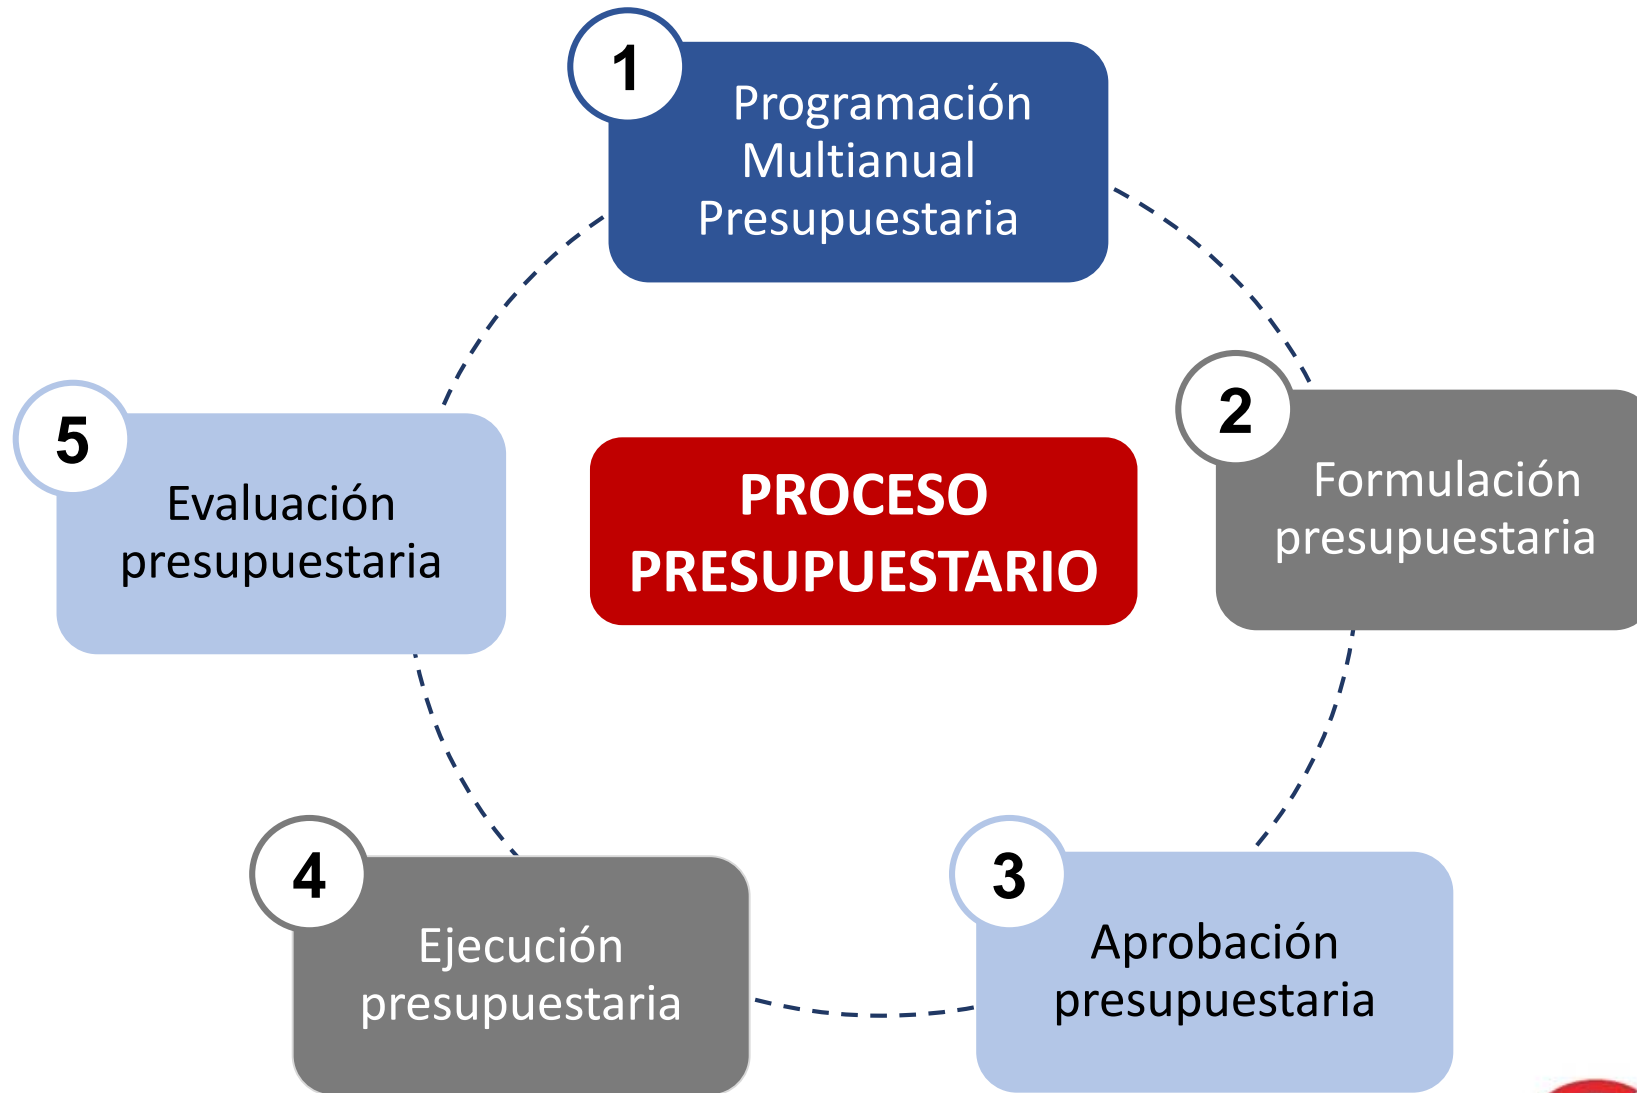 1
Programación
Multianual
Presupuestaria
2
Formulación
presupuestaria
PROCESO
PRESUPUESTARIO
5
Evaluación
presupuestaria
3
Aprobación
presupuestaria
4
Ejecución
presupuestaria